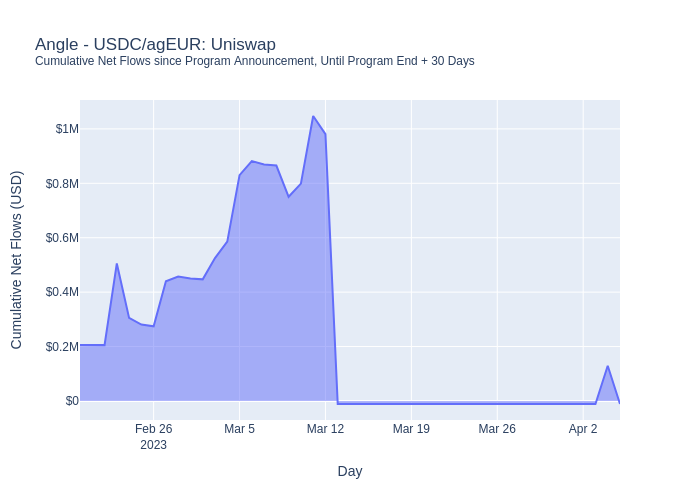 Angle - USDC/agEUR: Uniswap
Cumulative Net Flows since Program Announcement, Until Program End + 30 Days
Cumulative Net Flows (USD)
$1M
$0.8M
$0.6M
$0.4M
$0.2M
$0
Feb 26
2023
Mar 5
Mar 12
Mar 19
Mar 26
Apr 2
Day